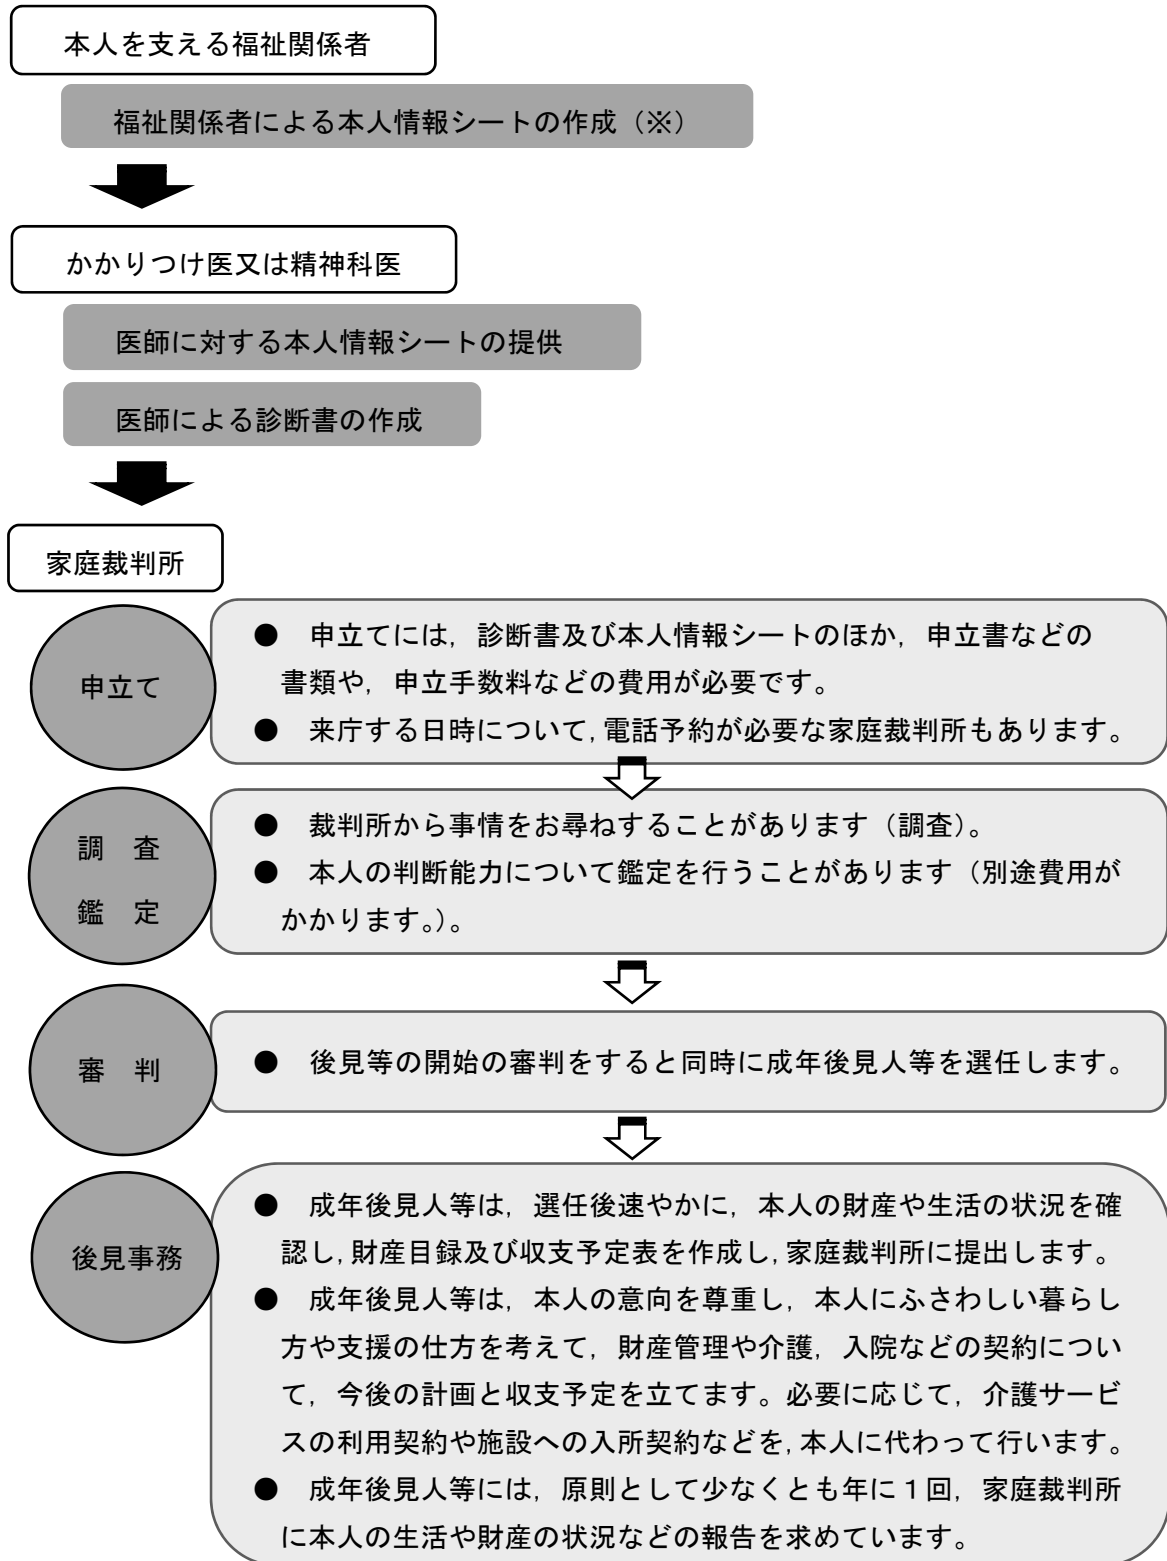 本人を支える福祉関係者
福祉関係者による本人情報シートの作成（※）
かかりつけ医又は精神科医
医師に対する本人情報シートの提供
医師による診断書の作成
家庭裁判所
申立て
●　申立てには，診断書及び本人情報シートのほか，申立書などの
書類や，申立手数料などの費用が必要です。
●　来庁する日時について，電話予約が必要な家庭裁判所もあります。
調　査
鑑　定
●　裁判所から事情をお尋ねすることがあります（調査）。
●　本人の判断能力について鑑定を行うことがあります（別途費用が
かかります。）。
審　判
●　後見等の開始の審判をすると同時に成年後見人等を選任します。
後見事務
●　成年後見人等は，選任後速やかに，本人の財産や生活の状況を確
認し，財産目録及び収支予定表を作成し，家庭裁判所に提出します。
●　成年後見人等は，本人の意向を尊重し，本人にふさわしい暮らし
方や支援の仕方を考えて，財産管理や介護，入院などの契約につい
て，今後の計画と収支予定を立てます。必要に応じて，介護サービ
スの利用契約や施設への入所契約などを，本人に代わって行います。
●　成年後見人等には，原則として少なくとも年に１回，家庭裁判所
に本人の生活や財産の状況などの報告を求めています。